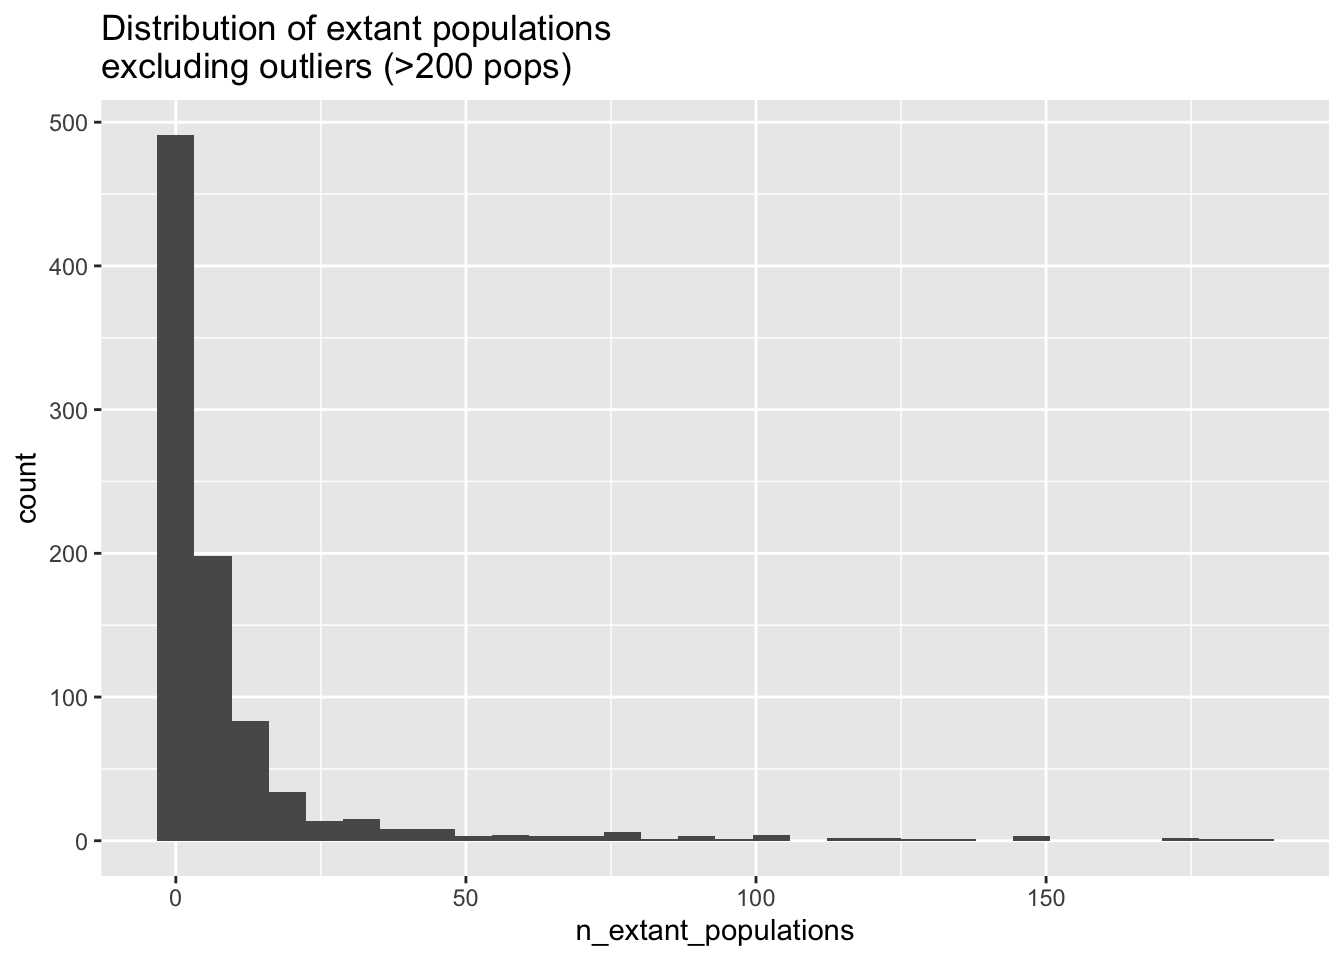 Distribution of extant populations
excluding outliers (>200 pops)
500
400
300
200
100
0
count
0 50 100 150
n_extant_populations